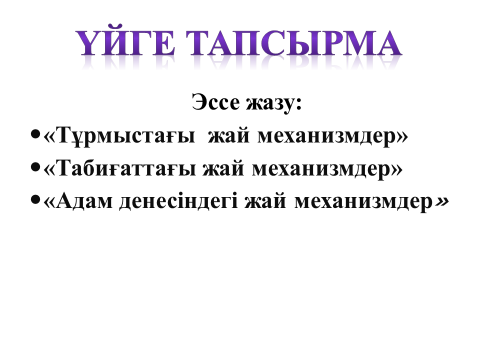 ҮЙГЕ ТАПСЫРМА
Эссе жазу:
•«Тұрмыстағы жай механизмдер»
•«Табиғаттағы жай механизмдер»
•«Адам денесіндегі жай механизмдер»